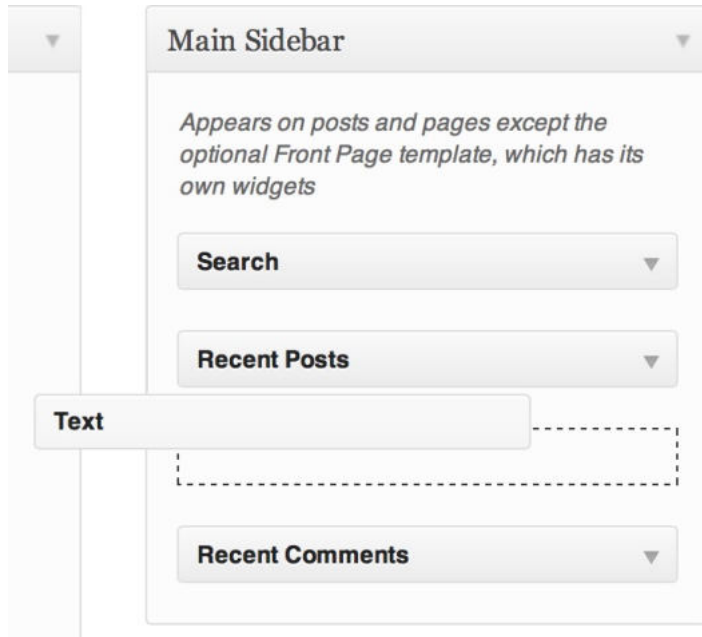 Main Sidebar
Appears on posts and pages except the
optional Front Page template, which has its
own widgets
Search
Recent Posts
Text
Recent Comments